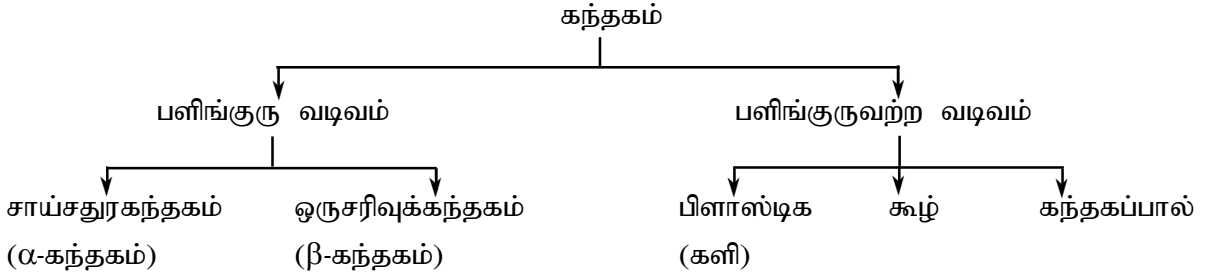 கந்தகம்
பளிங்குரு வடிவம் பளிங்குருவற்ற வடிவம்
சாய்சதுரகந்தகம் ஒருசரிவுக்கந்தகம் பிளாஸ்டிக கூழ் கந்தகப்பால்
(α-கந்தகம்) (β-கந்தகம்) (களி)